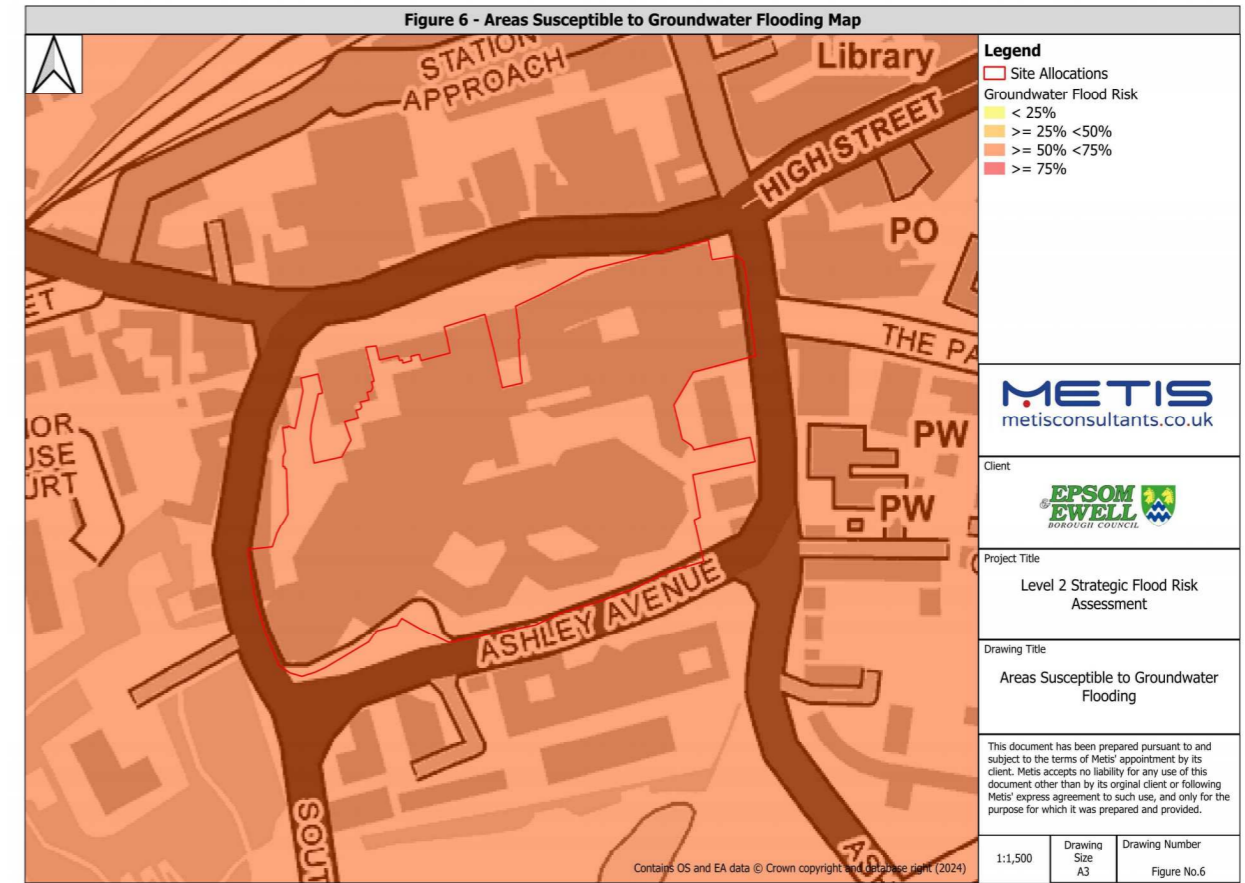 Figure 6 - Areas Susceptible to Groundwater Flooding Map
STATION
APPROACH
Library
HIGH STREET
PO
ET
THE PA
OR
USE
URT
PW
PW
ASHLEY AVENUE
SOUT
AS
Contains OS and EA data © Crown copyright and database right (2024)
Legend
Site Allocations
Groundwater Flood Risk
< 25%
>= 25% <50%
>= 50% <75%
>= 75%
METIS
metisconsultants.co.uk
Client
EPSOM
& EWELL
BOROUGH COUNCIL
Project Title
Level 2 Strategic Flood Risk
Assessment
Drawing Title
Areas Susceptible to Groundwater
Flooding
This document has been prepared pursuant to and
subject to the terms of Metis' appointment by its
client. Metis accepts no liability for any use of this
document other than by its orginal client or following
Metis' express agreement to such use, and only for the
purpose for which it was prepared and provided.
1:1,500
Drawing
Size
A3
Drawing Number
Figure No.6